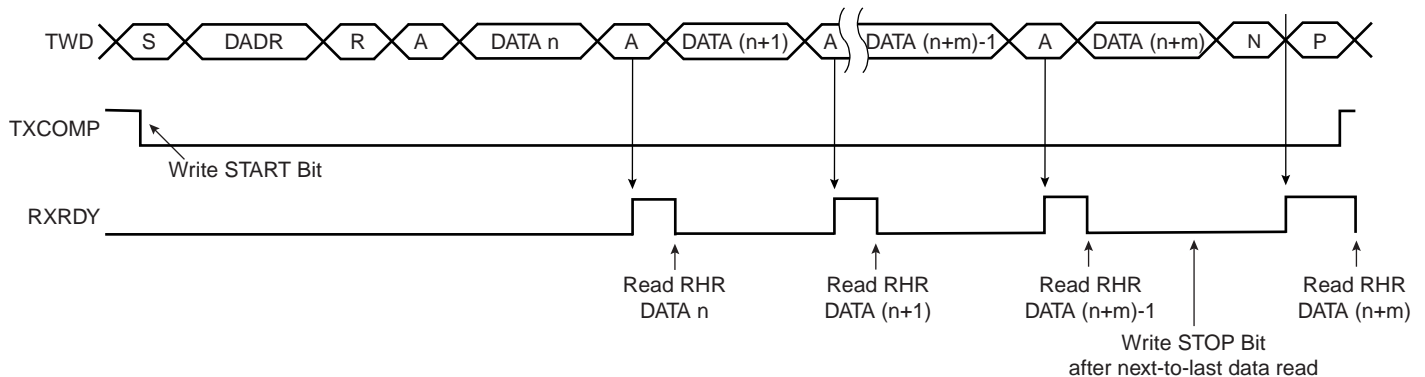 TWD S DADR R A DATA n A DATA (n+1) A DATA (n+m)-1 A DATA (n+m) N P
TXCOMP
Write START Bit
RXRDY
Read RHR Read RHR Read RHR Read RHR
DATA n DATA (n+1) DATA (n+m)-1 DATA (n+m)
Write STOP Bit
after next-to-last data read